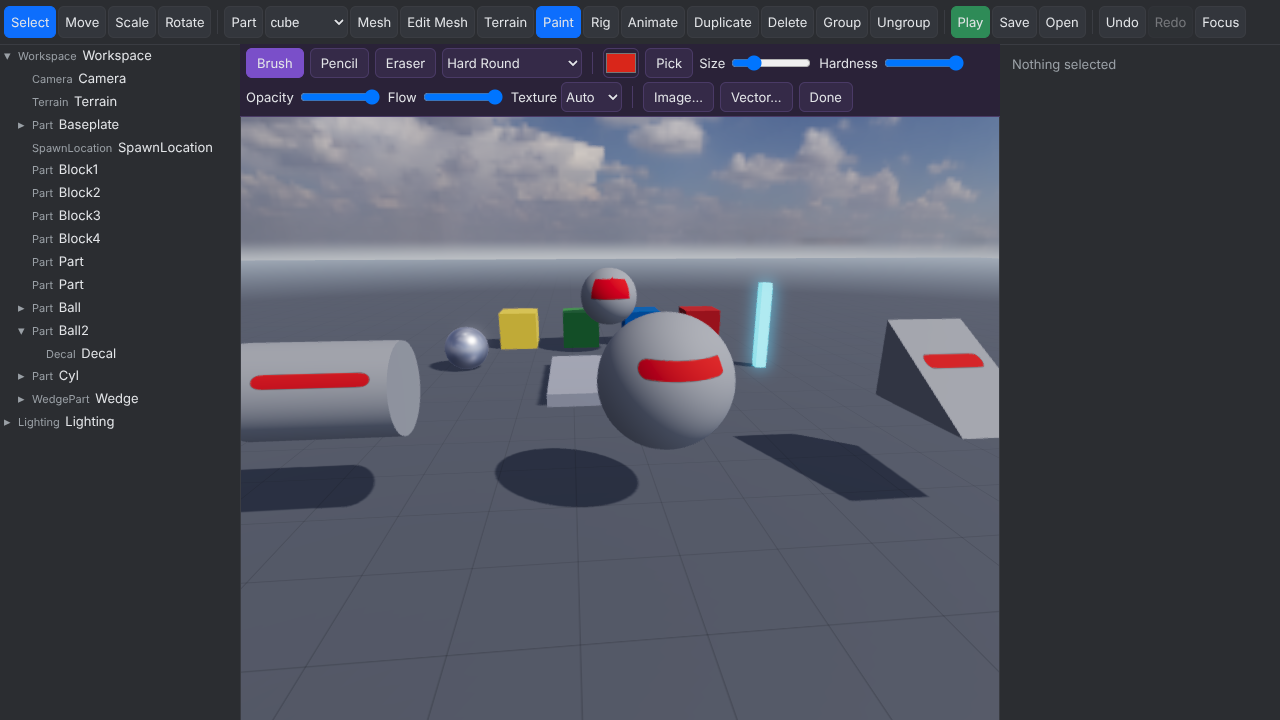 Select Move Scale Rotate Part cube Mesh Edit Mesh Terrain Paint Rig Animate Duplicate Delete Group Ungroup Play Save Open Undo Redo Focus
Brush Pencil Eraser Hard Round Pick Size Hardness
Opacity Flow Texture Auto Image... Vector... Done
Workspace Workspace
Camera Camera
Terrain Terrain
Part Baseplate
SpawnLocation SpawnLocation
Part Block1
Part Block2
Part Block3
Part Block4
Part Part
Part Part
Part Ball
Part Ball2
Decal Decal
Part Cyl
WedgePart Wedge
Lighting Lighting
Nothing selected